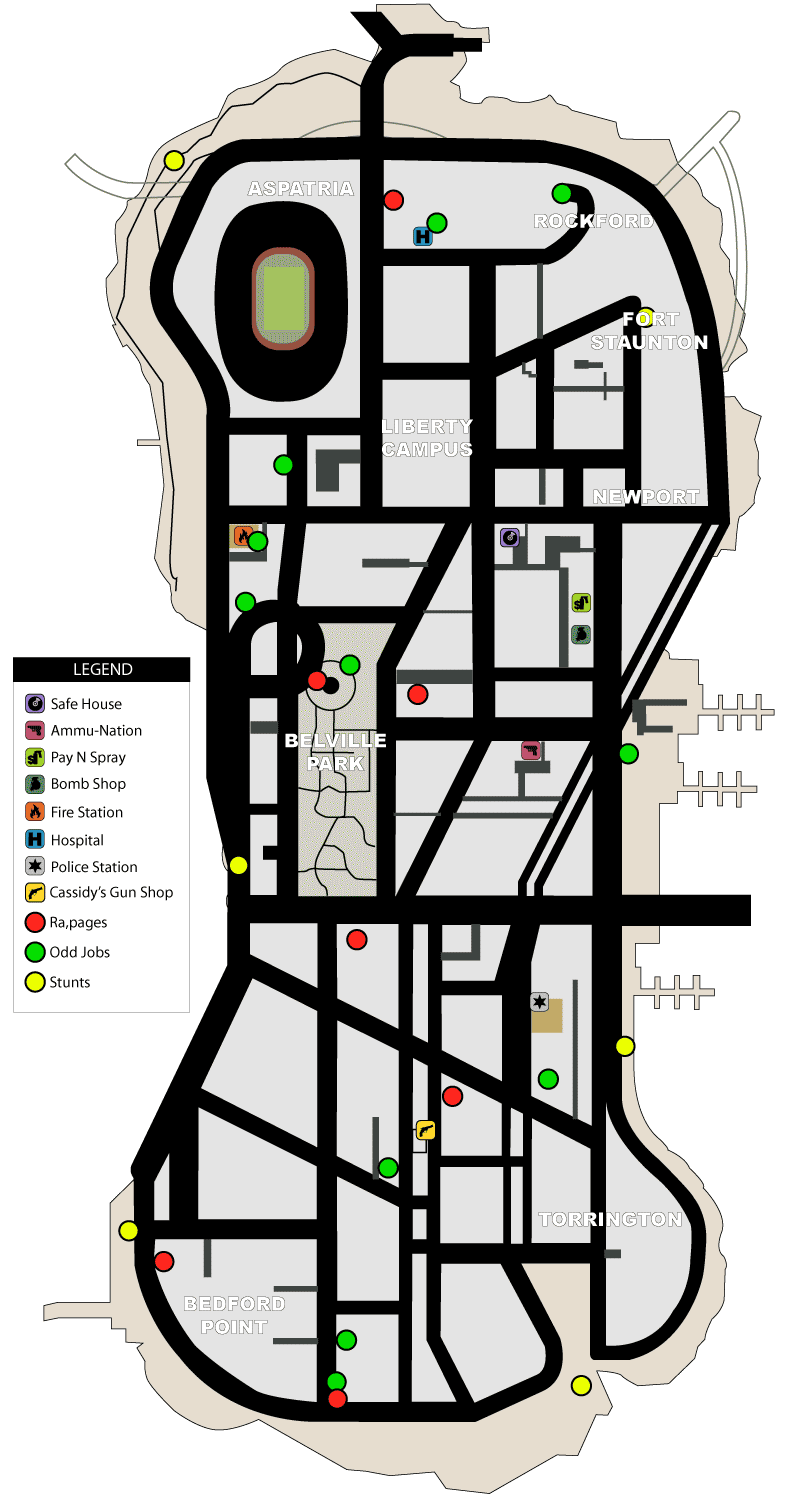 ASPATRIA
ROCKFORD
FORT
STAUNTON
LIBERTY
CAMPUS
NEWPORT
LEGEND
Safe House
Ammu-Nation
Pay N Spray
Bomb Shop
Fire Station
Hospital
Police Station
Cassidy's Gun Shop
Ra,pages
Odd Jobs
Stunts
BELVILLE
PARK
TORRINGTON
BEDFORD
POINT